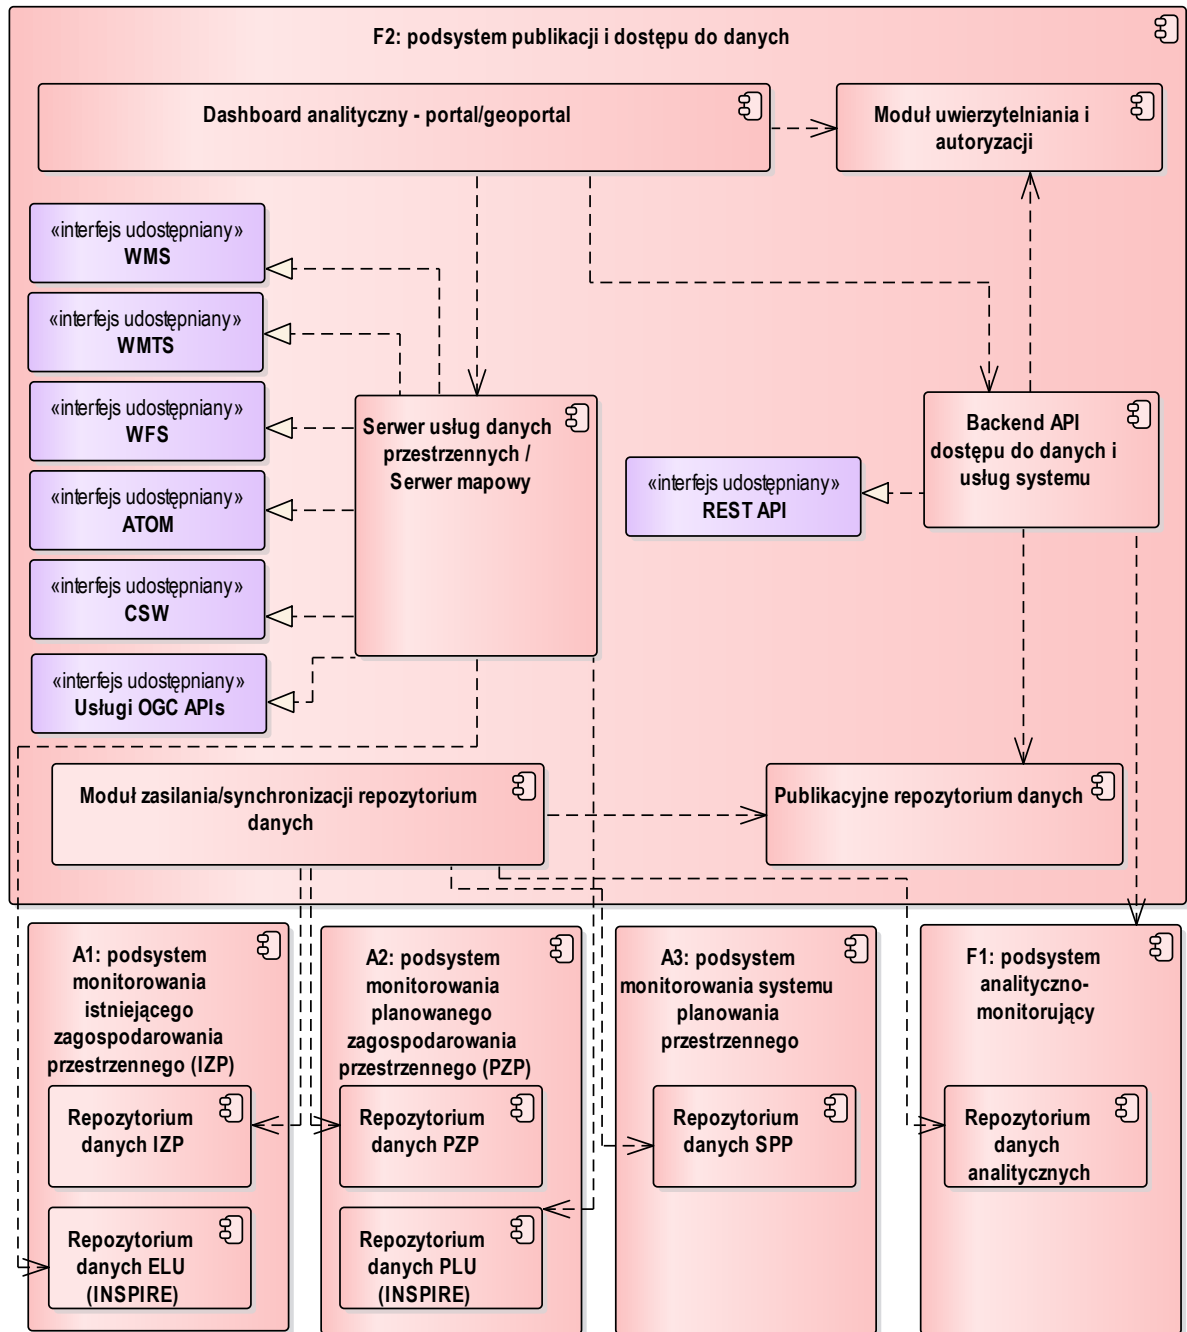 F2: podsystem publikacji i dostępu do danych
Dashboard analityczny - portal/geoportal
Moduł uwierzytelniania i
autoryzacji
«interfejs udostępniany»
WMS
«interfejs udostępniany»
WMTS
«interfejs udostępniany»
WFS
«interfejs udostępniany»
ATOM
«interfejs udostępniany»
CSW
«interfejs udostępniany»
Usługi OGC APIs
Serwer usług danych
przestrzennych /
Serwer mapowy
«interfejs udostępniany»
REST API
Backend API
dostępu do danych i
usług systemu
Moduł zasilania/synchronizacji repozytorium
danych
Publikacyjne repozytorium danych
A1: podsystem
monitorowania
istniejącego
zagospodarowania
przestrzennego (IZP)
Repozytorium
danych IZP
Repozytorium
danych ELU
(INSPIRE)
A2: podsystem
monitorowania
planowanego
zagospodarowania
przestrzennego (PZP)
Repozytorium
danych PZP
Repozytorium
danych PLU
(INSPIRE)
A3: podsystem
monitorowania systemu
planowania
przestrzennego
Repozytorium
danych SPP
F1: podsystem
analityczno-
monitorujący
Repozytorium
danych
analitycznych